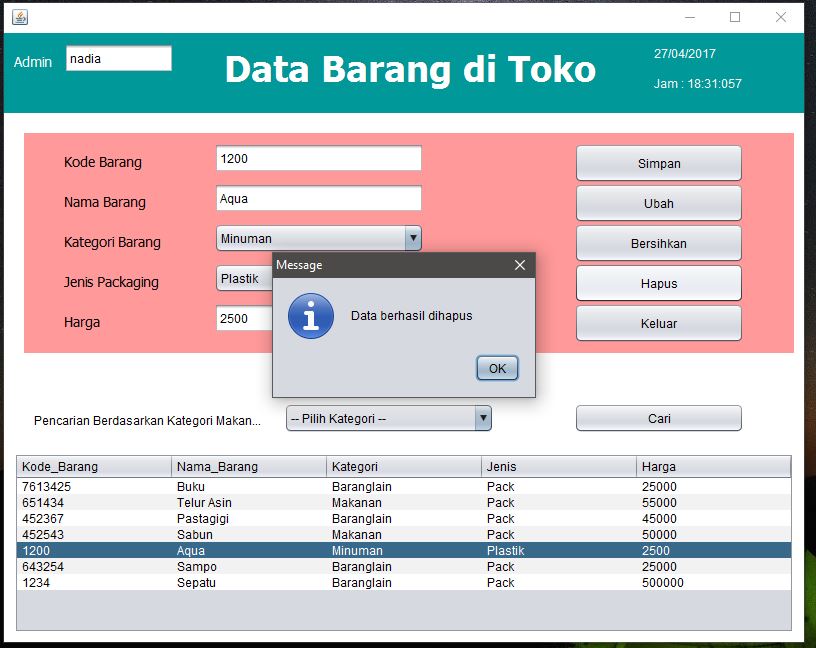 Admin nadia Data Barang di Toko 27/04/2017
Jam : 18:31:057
Kode Barang 1200 Simpan
Nama Barang Aqua Ubah
Kategori Barang Minuman Bersihkan
Message
Jenis Packaging Plastik Hapus
Data berhasil dihapus
Harga 2500 Keluar
OK
Pencarian Berdasarkan Kategori Makan... -- Pilih Kategori -- Cari
Kode_Barang Nama_Barang Kategori Jenis Harga
7613425 Buku Baranglain Pack 25000
651434 Telur Asin Makanan Pack 55000
452367 Pastagigi Baranglain Pack 45000
452543 Sabun Makanan Pack 50000
1200 Aqua Minuman Plastik 2500
643254 Sampo Baranglain Pack 25000
1234 Sepatu Baranglain Pack 500000